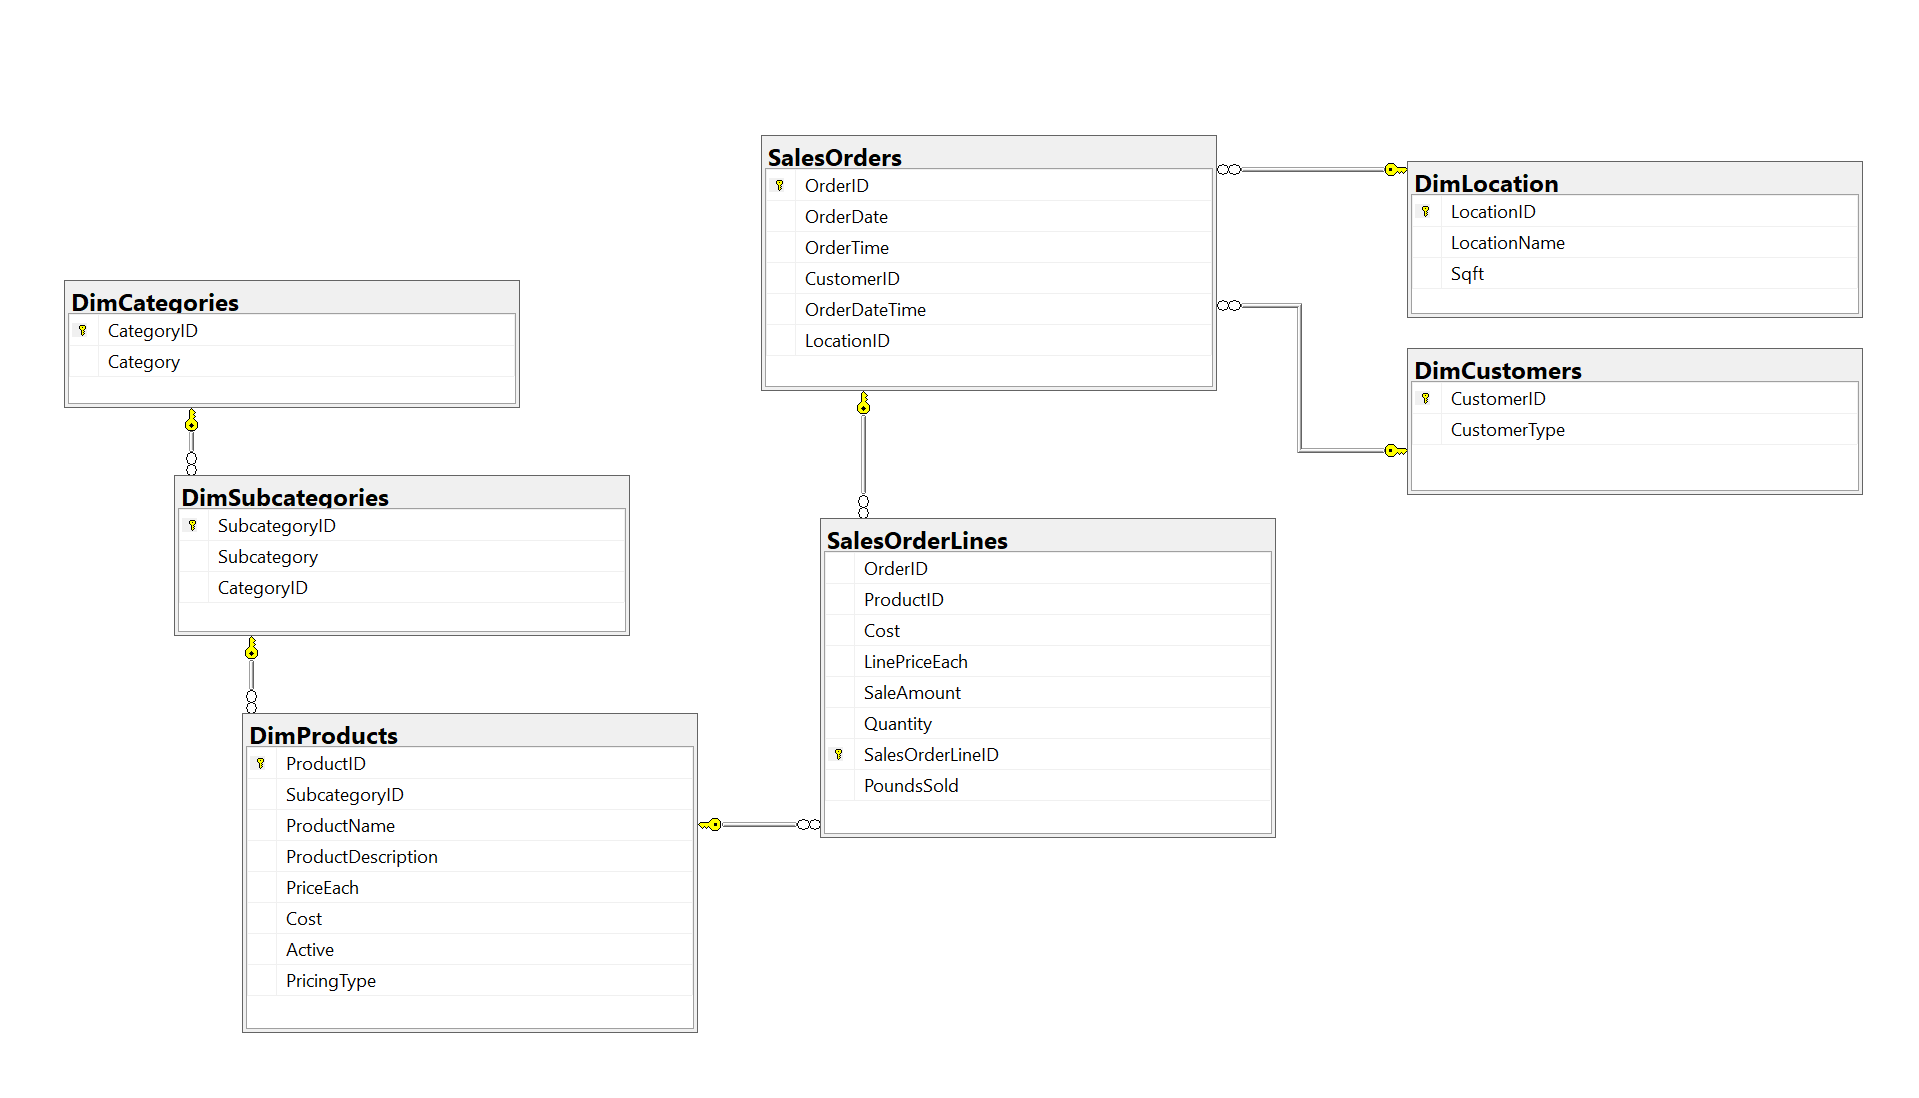 SalesOrders
OrderID
OrderDate
OrderTime
CustomerID
OrderDateTime
LocationID
DimLocation
LocationID
LocationName
Sqft
DimCategories
CategoryID
Category
DimCustomers
CustomerID
CustomerType
DimSubcategories
SubcategoryID
Subcategory
CategoryID
SalesOrderLines
OrderID
ProductID
Cost
LinePriceEach
SaleAmount
Quantity
SalesOrderLineID
PoundsSold
DimProducts
ProductID
SubcategoryID
ProductName
ProductDescription
PriceEach
Cost
Active
PricingType